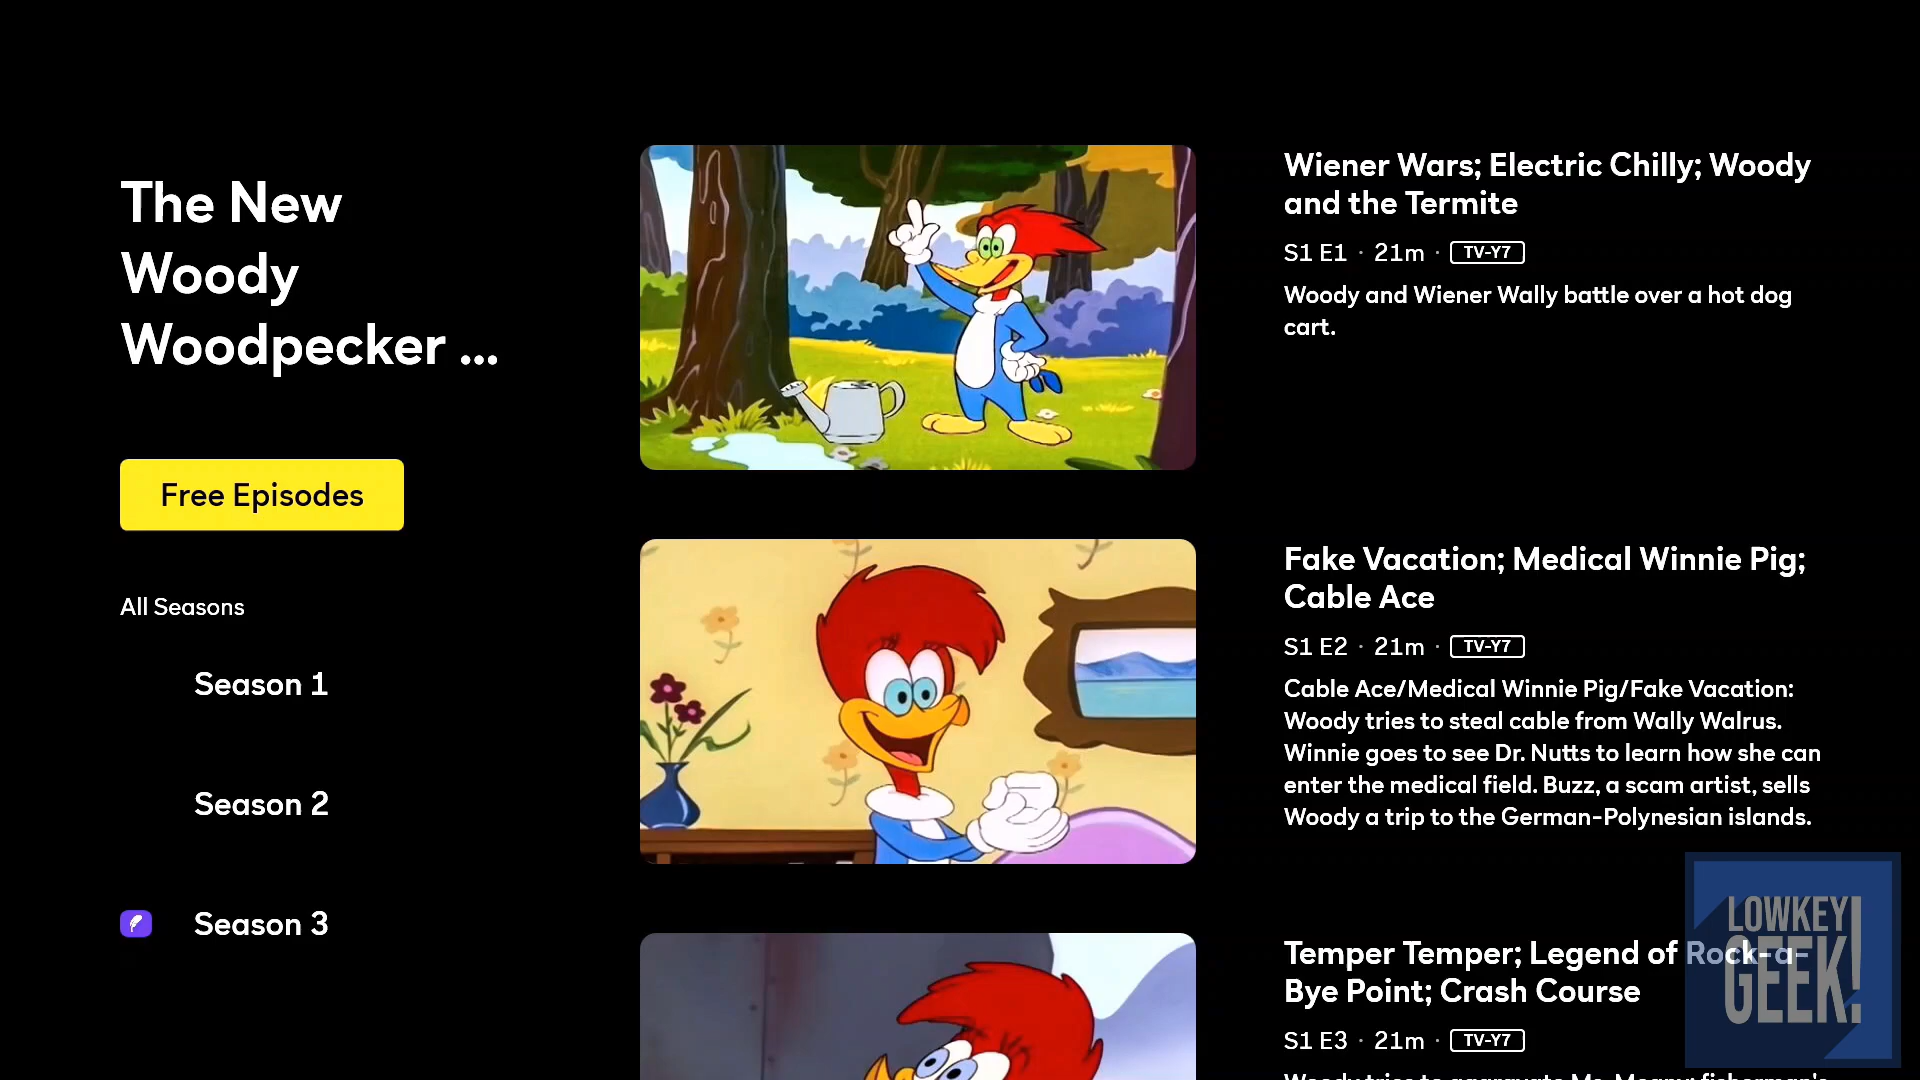 The New
Woody
Woodpecker ...
Free Episodes
All Seasons
Season 1
Season 2
Season 3
Wiener Wars; Electric Chilly; Woody
and the Termite
S1 E1 · 21m · TV-Y7
Woody and Wiener Wally battle over a hot dog
cart.
Fake Vacation; Medical Winnie Pig;
Cable Ace
S1 E2 · 21m · TV-Y7
Cable Ace/Medical Winnie Pig/Fake Vacation:
Woody tries to steal cable from Wally Walrus.
Winnie goes to see Dr. Nutts to learn how she can
enter the medical field. Buzz, a scam artist, sells
Woody a trip to the German-Polynesian islands.
Temper Temper; Legend of Rock-a-
Bye Point; Crash Course
S1 E3 · 21m · TV-Y7
LOWKEY
GEEK!